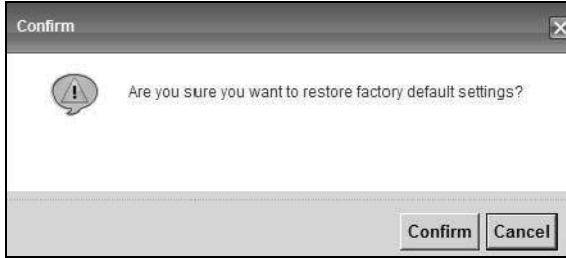 Confirm
Are you sure you want to restore factory default settings?
Confirm Cancel